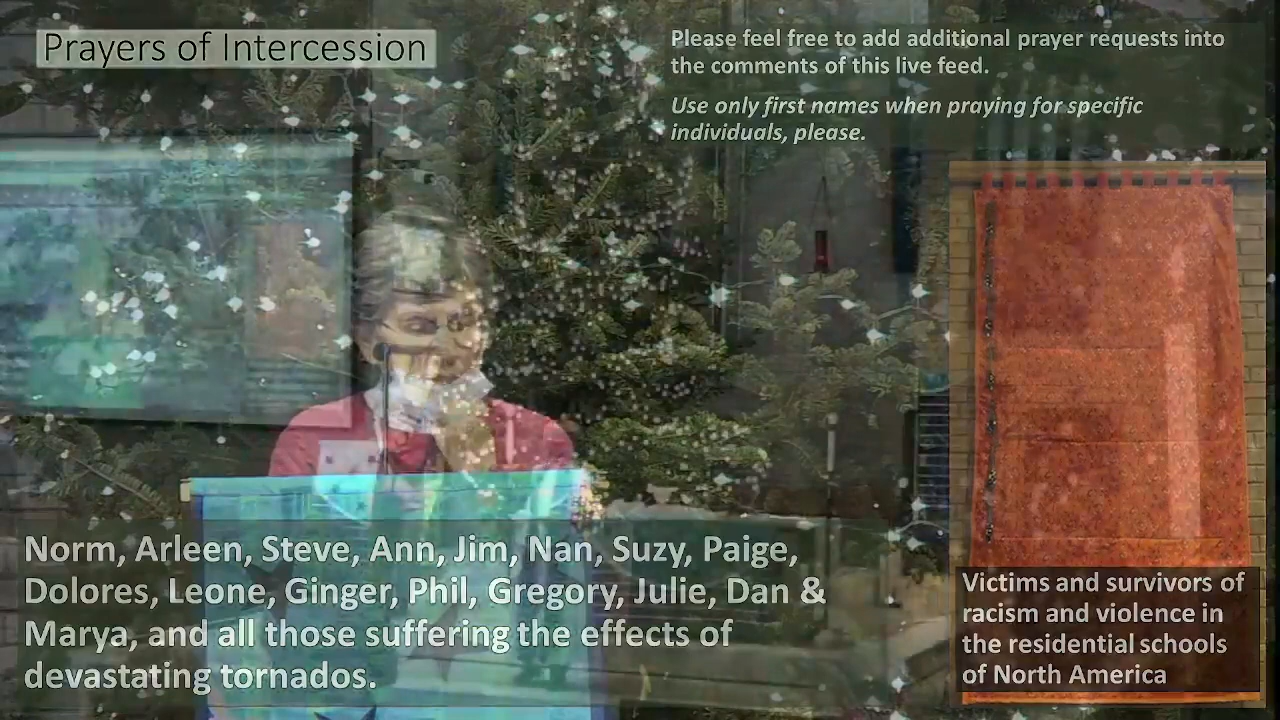 Prayers of Intercession
Please feel free to add additional prayer requests into
the comments of this live feed.
Use only first names when praying for specific
individuals, please.
Norm, Arleen, Steve, Ann, Jim, Nan, Suzy, Paige,
Dolores, Leone, Ginger, Phil, Gregory, Julie, Dan &
Marya, and all those suffering the effects of
devastating tornados.
Victims and survivors of
racism and violence in
the residential schools
of North America